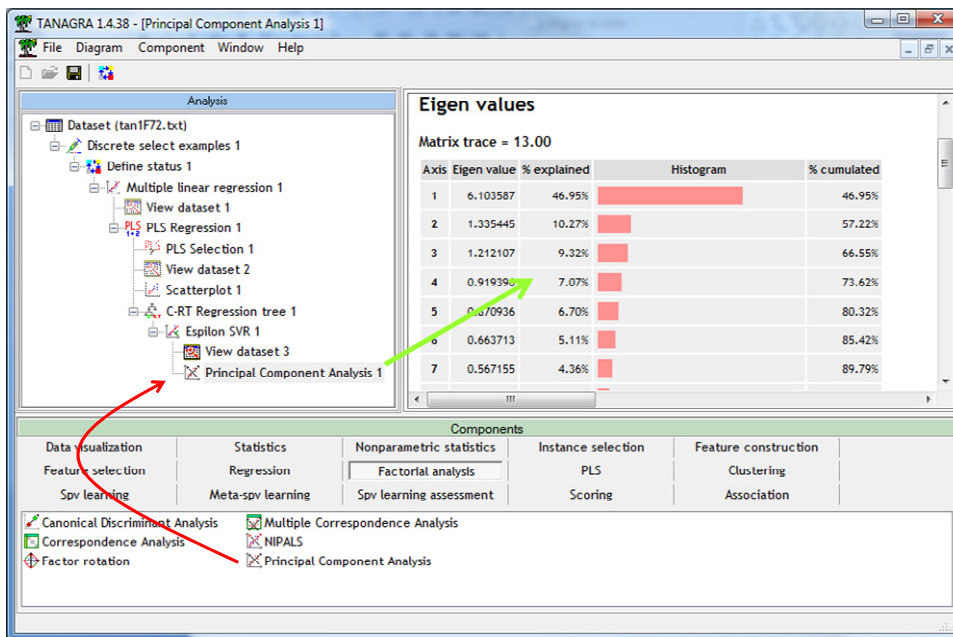 TANAGRA 1.4.38 - [Principal Component Analysis 1]
File Diagram Component Window Help
Analysis
Dataset (tan1F72.txt)
Discrete select examples 1
Define status 1
Multiple linear regression 1
View dataset 1
PLS Regression 1
PLS Selection 1
View dataset 2
Scatterplot 1
C-RT Regression tree 1
Espilon SVR 1
View dataset 3
Principal Component Analysis 1
Eigen values
Matrix trace = 13.00
Axis Eigen value % explained Histogram % cumulated
1 6.103587 46.95% 46.95%
2 1.335445 10.27% 57.22%
3 1.212107 9.32% 66.55%
4 7.07% 73.62%
5 6.70% 80.32%
6 0.663713 5.11% 85.42%
7 0.567155 4.36% 89.79%
Components
Data visualization Statistics Nonparametric statistics Instance selection Feature construction
Feature selection Regression Factorial analysis PLS Clustering
Spv learning Meta-spv learning Spv learning assessment Scoring Association
Canonical Discriminant Analysis Multiple Correspondence Analysis
Correspondence Analysis NIPALS
Factor rotation Principal Component Analysis